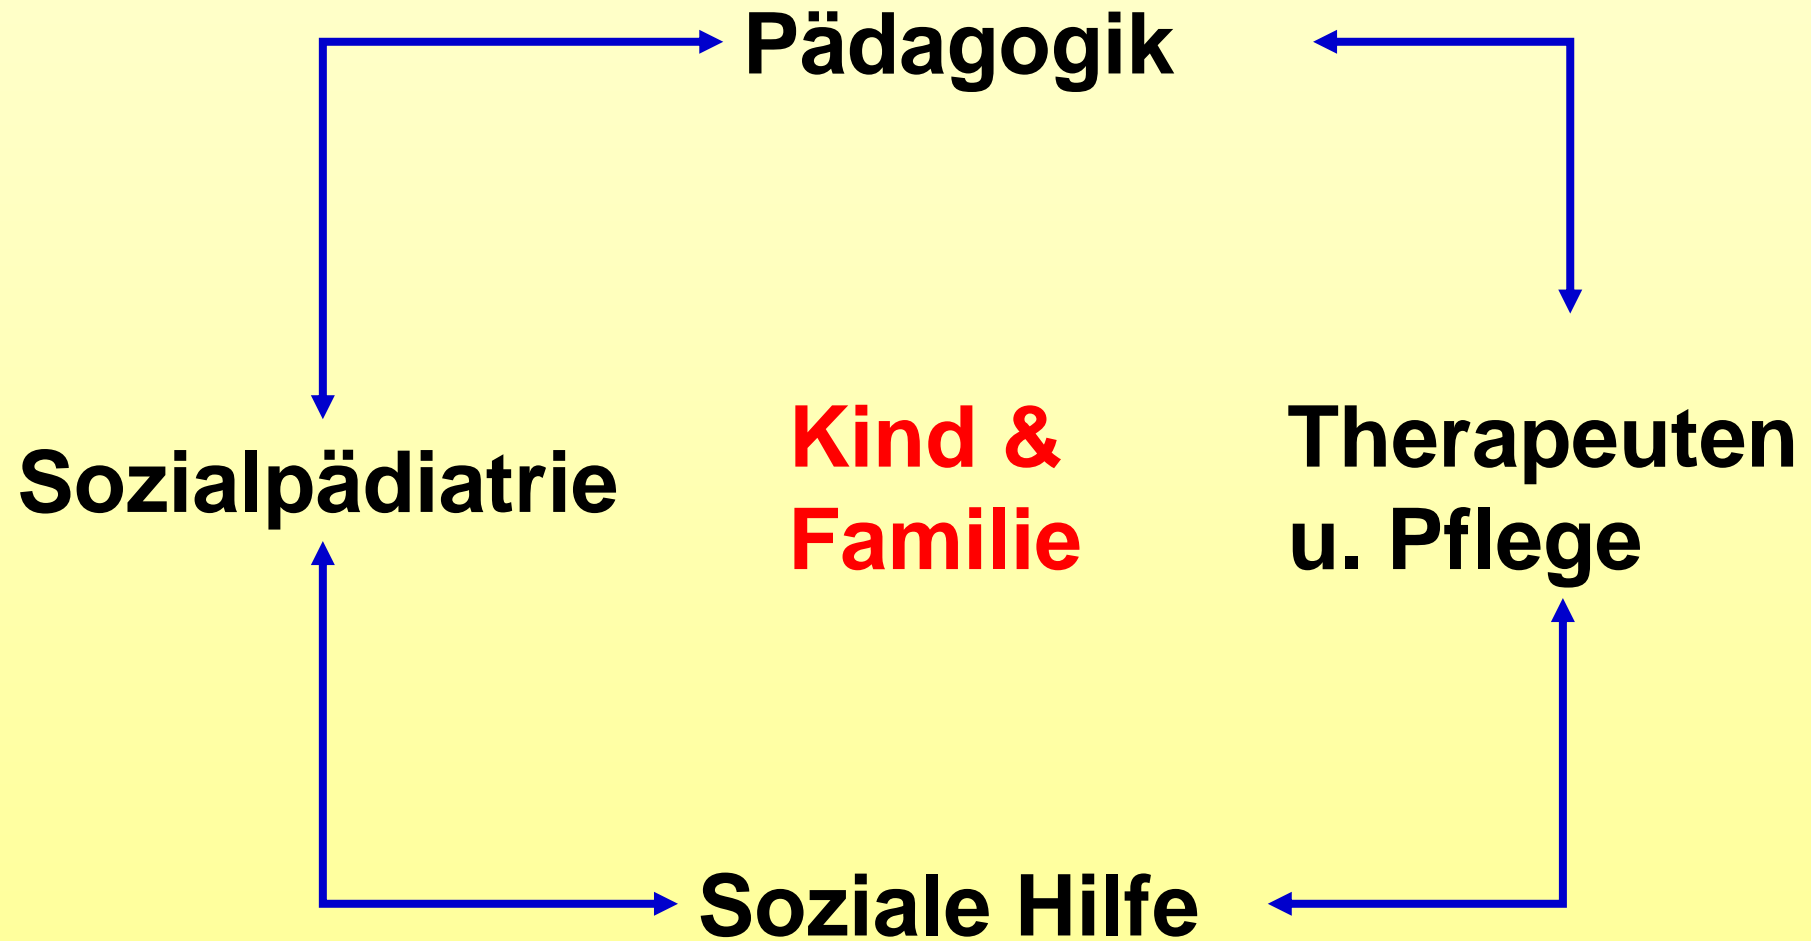 Pädagogik
Sozialpädiatrie
Kind &
Familie
Therapeuten
u. Pflege
Soziale Hilfe